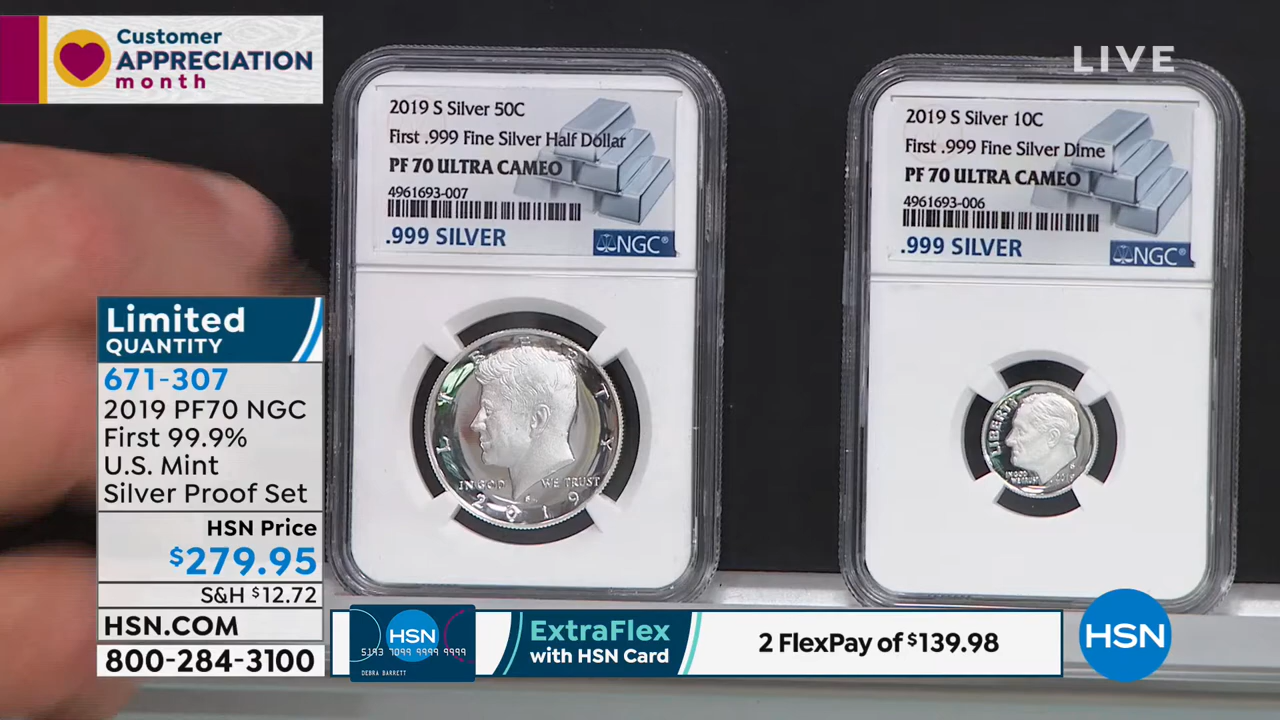 Customer
APPRECIATION
month
LIVE
2019 S Silver 50C
First .999 Fine Silver Half Dollar
PF 70 ULTRA CAMEO
4961693-007
.999 SILVER
NGC®
2019 S Silver 10C
First .999 Fine Silver Dime
PF 70 ULTRA CAMEO
4961693-006
.999 SILVER
NGC®
LIBERTY
IN GOD WE TRUST
2019
LIBERTY
IN GOD
WE TRUST
2019
Limited
QUANTITY
671-307
2019 PF70 NGC
First 99.9%
U.S. Mint
Silver Proof Set
HSN Price
$279.95
S&H $12.72
HSN.COM
800-284-3100
HSN
5193 7099 9999 9999
DEBRA BARRETT
ExtraFlex
with HSN Card
2 FlexPay of $139.98
HSN